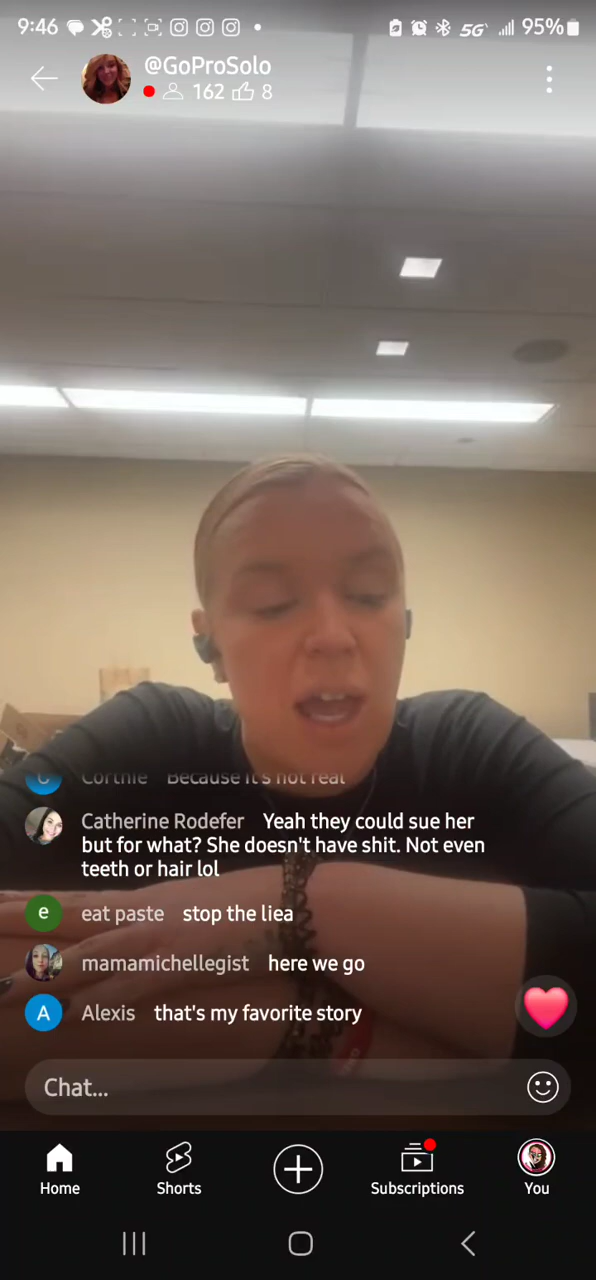 9:46
5G
95%
@GoProSolo
162 8
Corthie Because it's not real
Catherine Rodefer Yeah they could sue her
but for what? She doesn't have shit. Not even
teeth or hair lol
e eat paste stop the liea
mamamichellegist here we go
A Alexis that's my favorite story
Chat...
Home Shorts Subscriptions You